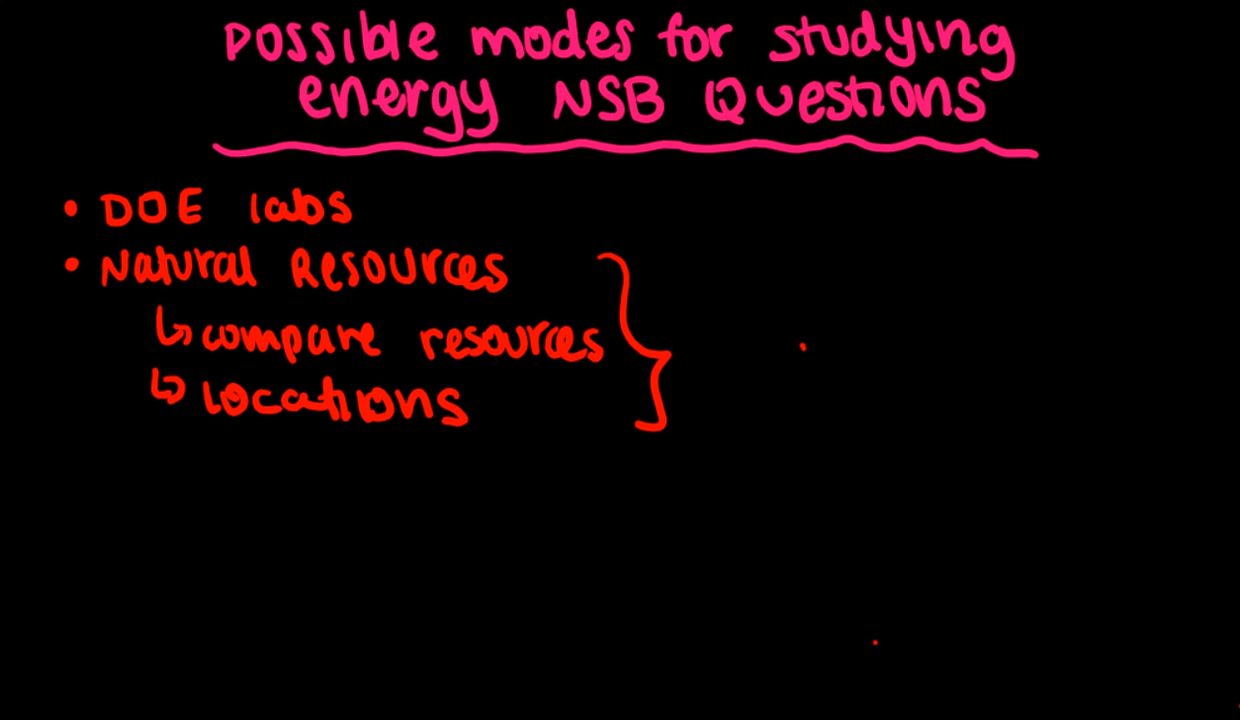 Possible modes for studying
energy NSB Questions
• DOE labs
• Natural Resources
↳ compare resources
↳ locations